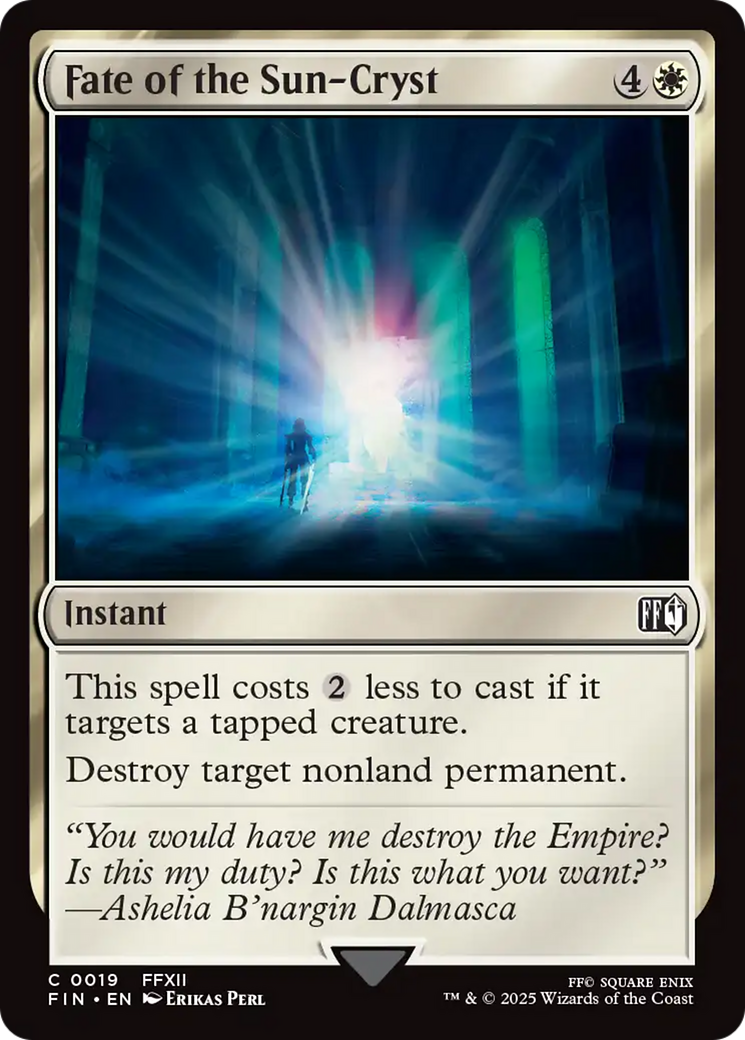 Fate of the Sun-Cryst 4
Instant FF
This spell costs 2 less to cast if it
targets a tapped creature.
Destroy target nonland permanent.
“You would have me destroy the Empire?
Is this my duty? Is this what you want?”
—Ashelia B’nargin Dalmasca
C 0019 FFXII
FIN • EN Erikas Perl
FF© SQUARE ENIX
™ & © 2025 Wizards of the Coast